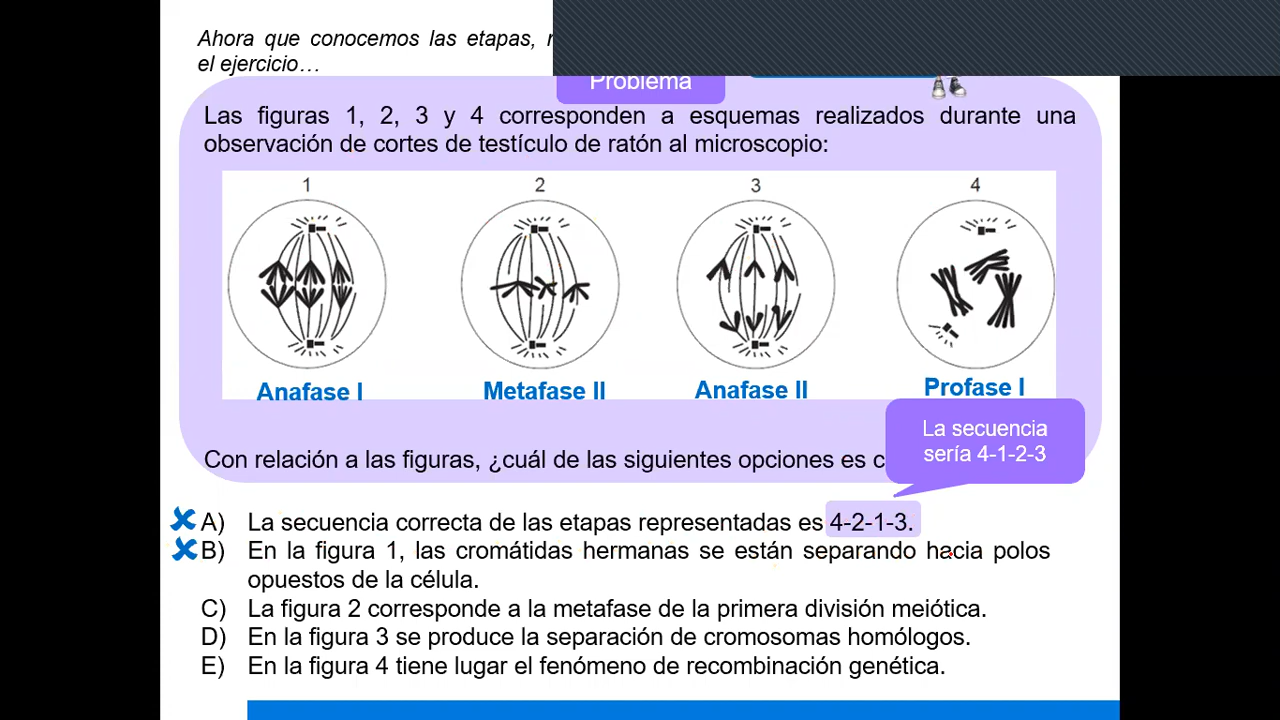 Ahora que conocemos las etapas,
el ejercicio…
Problema
Las figuras 1, 2, 3 y 4 corresponden a esquemas realizados durante una
observación de cortes de testículo de ratón al microscopio:
1 2 3 4
Anafase I Metafase II Anafase II Profase I
La secuencia
sería 4-1-2-3
Con relación a las figuras, ¿cuál de las siguientes opciones es
A) La secuencia correcta de las etapas representadas es 4-2-1-3.
B) En la figura 1, las cromátidas hermanas se están separando hacia polos
opuestos de la célula.
C) La figura 2 corresponde a la metafase de la primera división meiótica.
D) En la figura 3 se produce la separación de cromosomas homólogos.
E) En la figura 4 tiene lugar el fenómeno de recombinación genética.